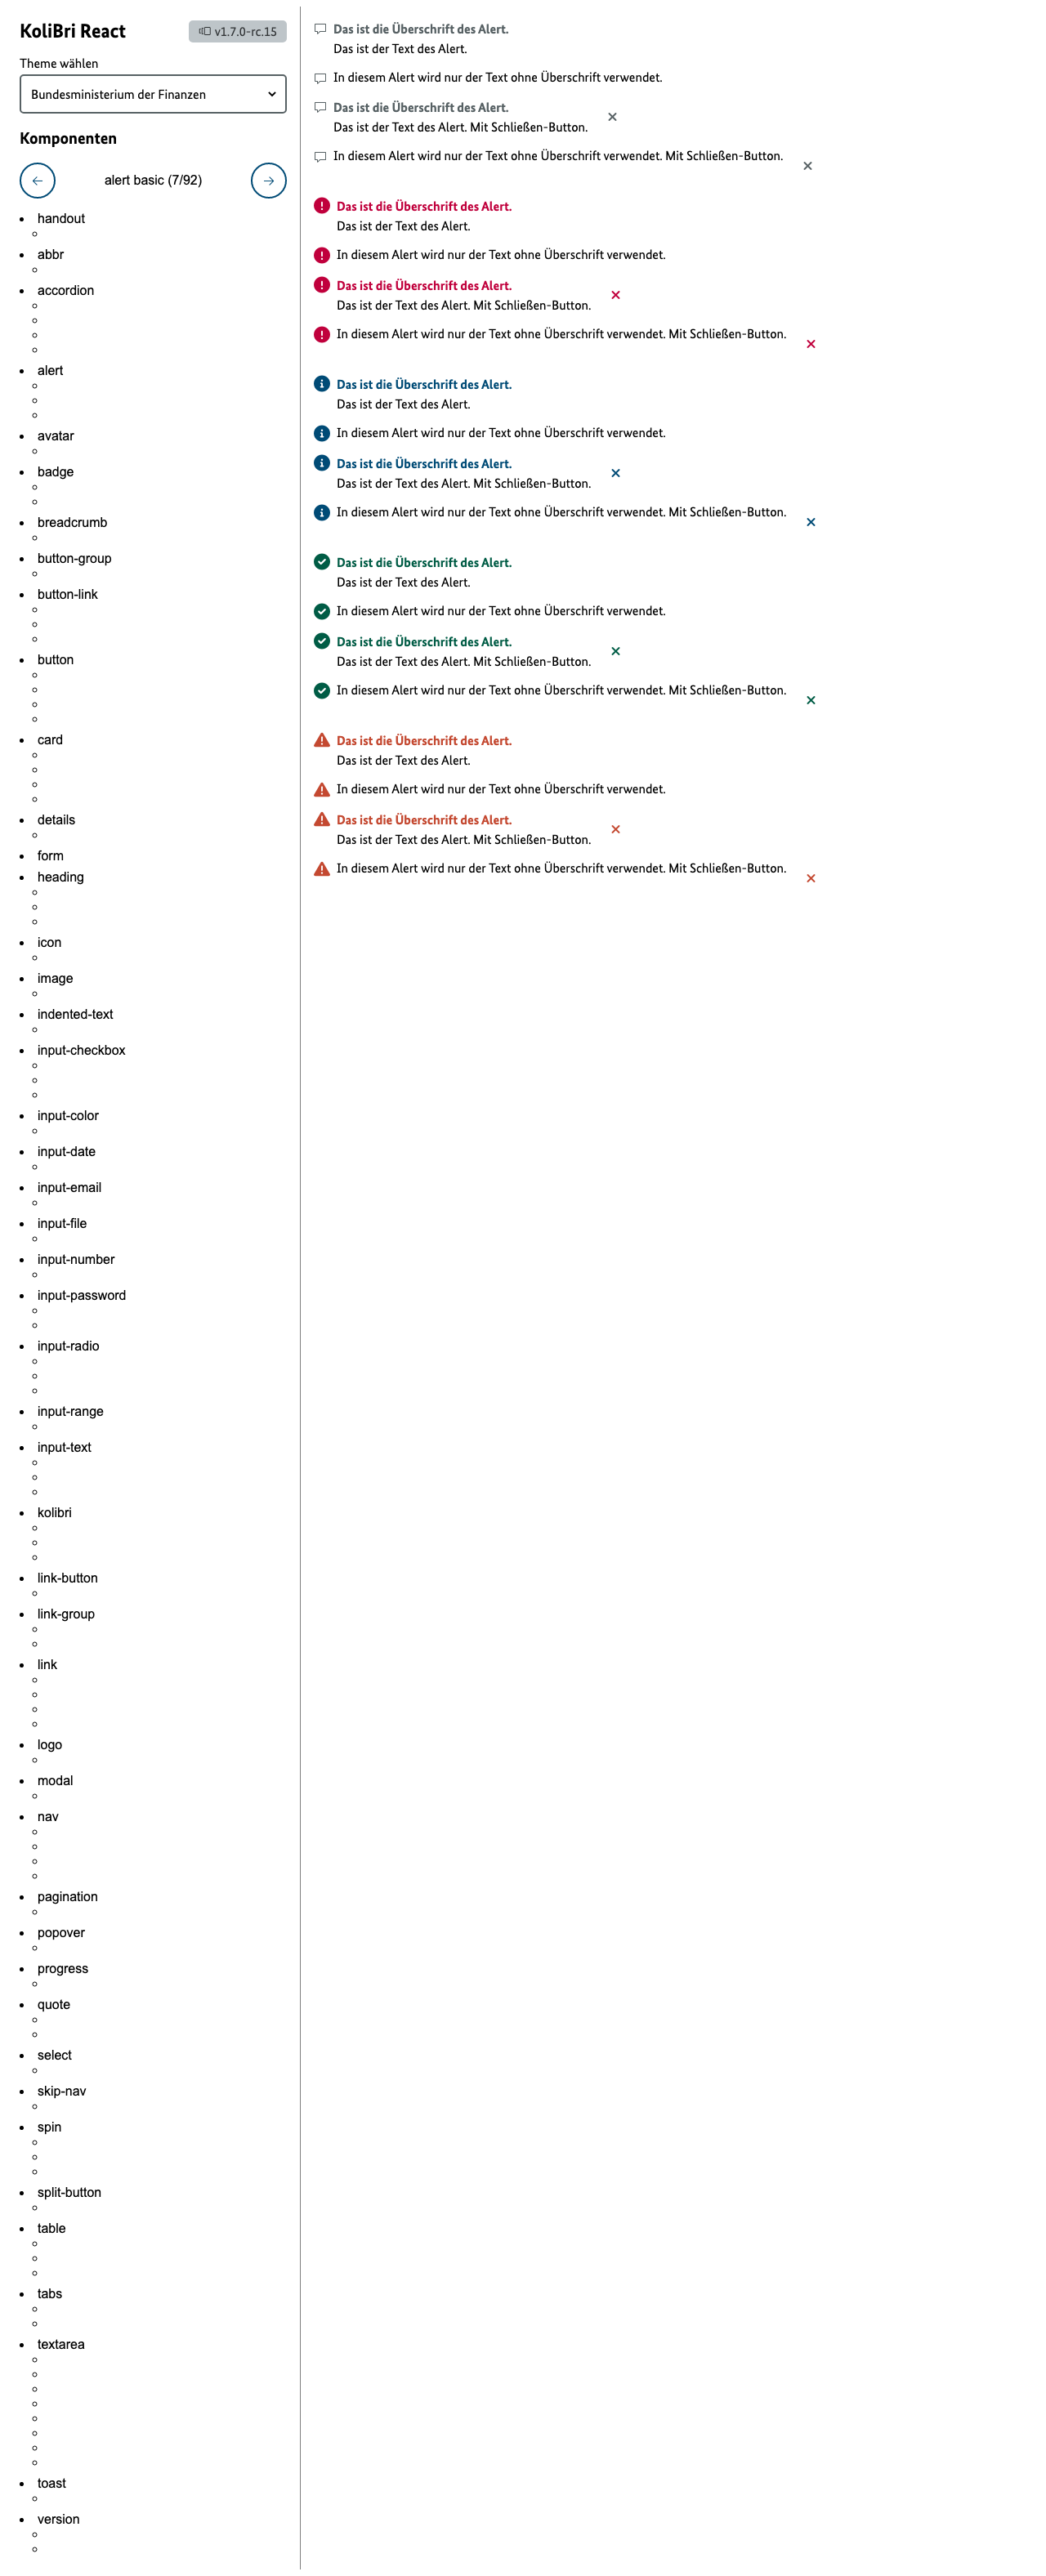 KoliBri React
v1.7.0-rc.15
Theme wählen
Bundesministerium der Finanzen
Komponenten
alert basic (7/92)
handout
abbr
accordion
alert
avatar
badge
breadcrumb
button-group
button-link
button
card
details
form
heading
icon
image
indented-text
input-checkbox
input-color
input-date
input-email
input-file
input-number
input-password
input-radio
input-range
input-text
kolibri
link-button
link-group
link
logo
modal
nav
pagination
popover
progress
quote
select
skip-nav
spin
split-button
table
tabs
textarea
toast
version
Das ist die Überschrift des Alert.
Das ist der Text des Alert.
In diesem Alert wird nur der Text ohne Überschrift verwendet.
Das ist die Überschrift des Alert.
Das ist der Text des Alert. Mit Schließen-Button.
In diesem Alert wird nur der Text ohne Überschrift verwendet. Mit Schließen-Button.
Das ist die Überschrift des Alert.
Das ist der Text des Alert.
In diesem Alert wird nur der Text ohne Überschrift verwendet.
Das ist die Überschrift des Alert.
Das ist der Text des Alert. Mit Schließen-Button.
In diesem Alert wird nur der Text ohne Überschrift verwendet. Mit Schließen-Button.
Das ist die Überschrift des Alert.
Das ist der Text des Alert.
In diesem Alert wird nur der Text ohne Überschrift verwendet.
Das ist die Überschrift des Alert.
Das ist der Text des Alert. Mit Schließen-Button.
In diesem Alert wird nur der Text ohne Überschrift verwendet. Mit Schließen-Button.
Das ist die Überschrift des Alert.
Das ist der Text des Alert.
In diesem Alert wird nur der Text ohne Überschrift verwendet.
Das ist die Überschrift des Alert.
Das ist der Text des Alert. Mit Schließen-Button.
In diesem Alert wird nur der Text ohne Überschrift verwendet. Mit Schließen-Button.
Das ist die Überschrift des Alert.
Das ist der Text des Alert.
In diesem Alert wird nur der Text ohne Überschrift verwendet.
Das ist die Überschrift des Alert.
Das ist der Text des Alert. Mit Schließen-Button.
In diesem Alert wird nur der Text ohne Überschrift verwendet. Mit Schließen-Button.